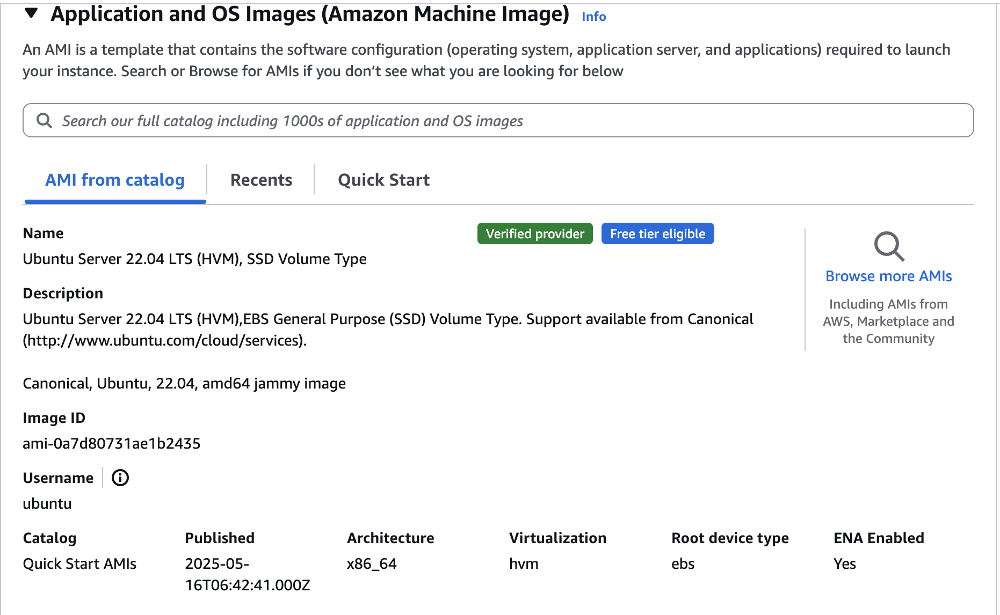 Application and OS Images (Amazon Machine Image) Info
An AMI is a template that contains the software configuration (operating system, application server, and applications) required to launch
your instance. Search or Browse for AMIs if you don’t see what you are looking for below
Search our full catalog including 1000s of application and OS images
AMI from catalog
Recents
Quick Start
Name
Verified provider
Free tier eligible
Ubuntu Server 22.04 LTS (HVM), SSD Volume Type
Description
Ubuntu Server 22.04 LTS (HVM),EBS General Purpose (SSD) Volume Type. Support available from Canonical
(http://www.ubuntu.com/cloud/services).
Canonical, Ubuntu, 22.04, amd64 jammy image
Browse more AMIs
Including AMIs from
AWS, Marketplace and
the Community
Image ID
ami-0a7d80731ae1b2435
Username
ubuntu
Catalog
Quick Start AMIs
Published
2025-05-
16T06:42:41.000Z
Architecture
x86_64
Virtualization
hvm
Root device type
ebs
ENA Enabled
Yes